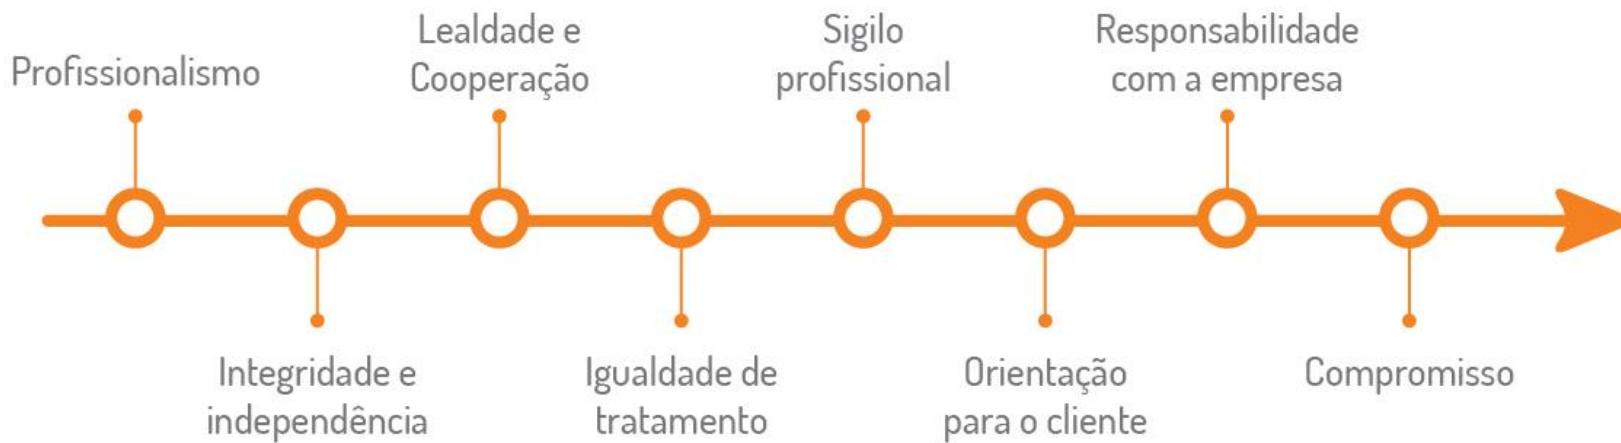 Profissionalismo
Lealdade e
Cooperação
Sigilo
profissional
Responsabilidade
com a empresa
Integridade e
independência
Igualdade de
tratamento
Orientação
para o cliente
Compromisso